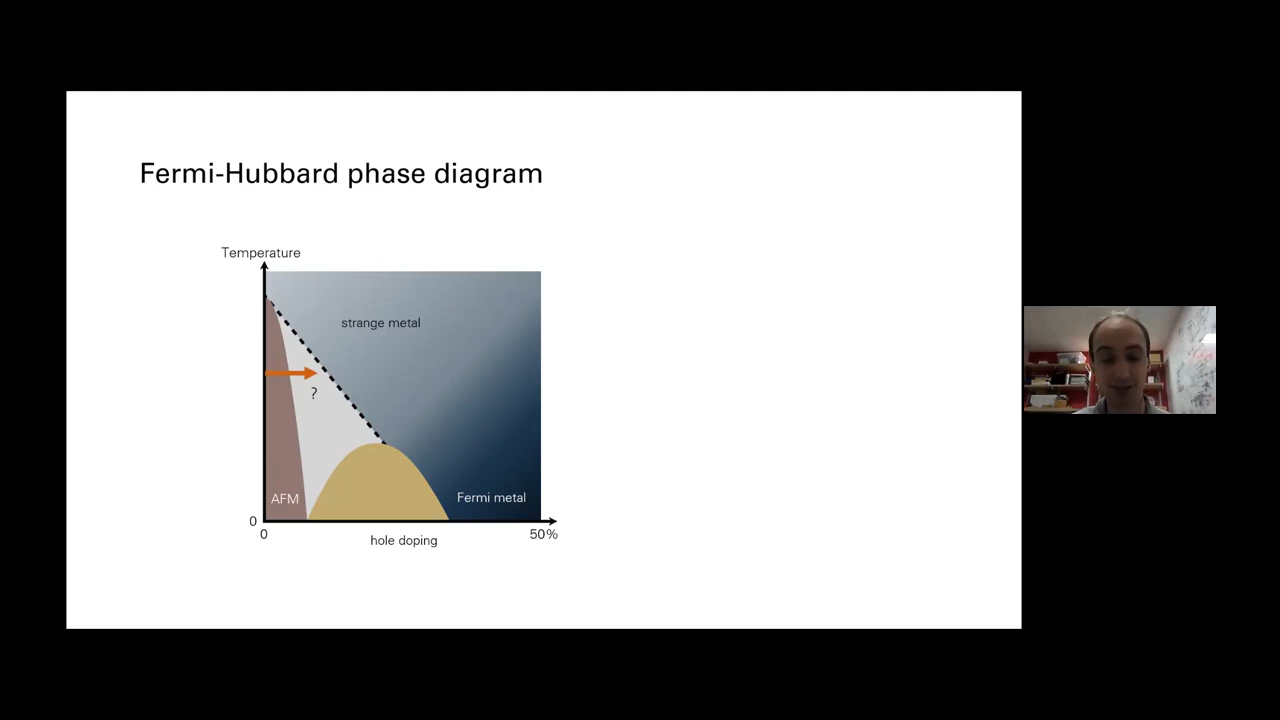 Fermi-Hubbard phase diagram
Temperature
strange metal
?
AFM
Fermi metal
0
0
hole doping
50%